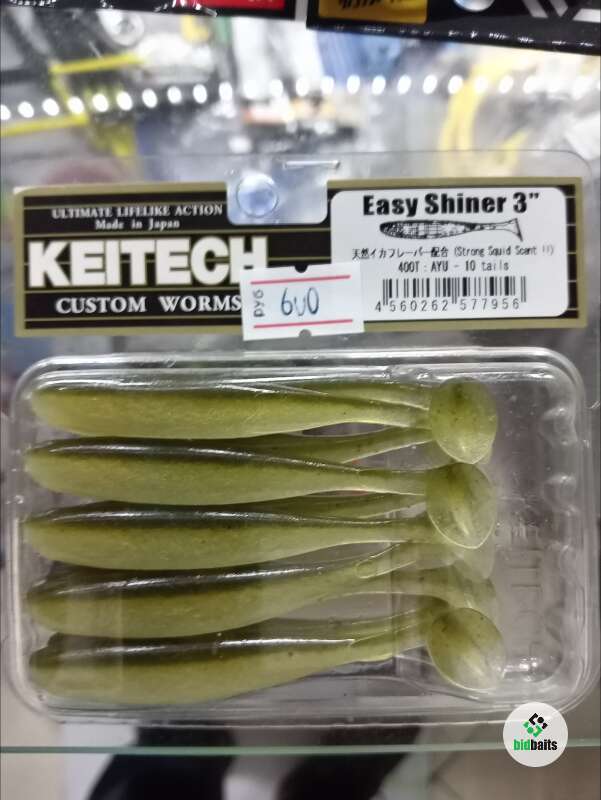 ULTIMATE LIFELIKE ACTION
Made in Japan
KEITECH
CUSTOM WORMS
Easy Shiner 3"
天然イカフレーバー配合 (Strong Squid Scent !!)
400T : AYU - 10 tails
4 560262 577956
руб 600
bidbaits